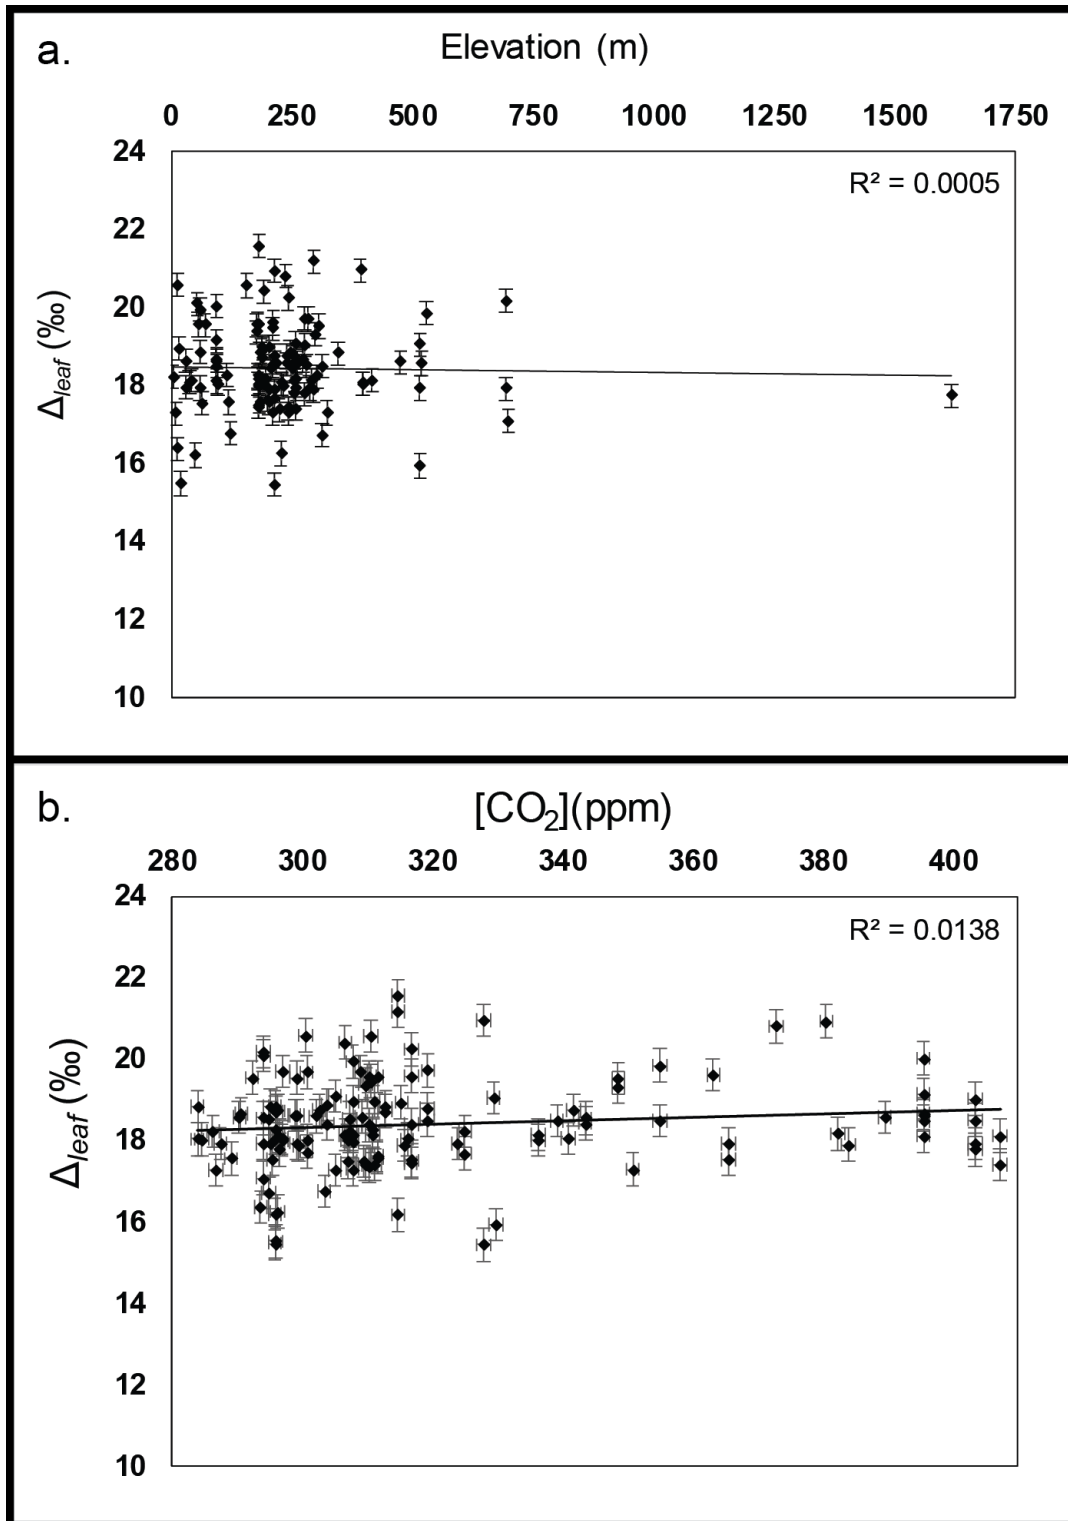 a.
Elevation (m)
0 250 500 750 1000 1250 1500 1750
24
R² = 0.0005
22
20
Δleaf (‰)
18
16
14
12
10
b.
[CO₂](ppm)
280 300 320 340 360 380 400
24
R² = 0.0138
22
20
Δleaf (‰)
18
16
14
12
10